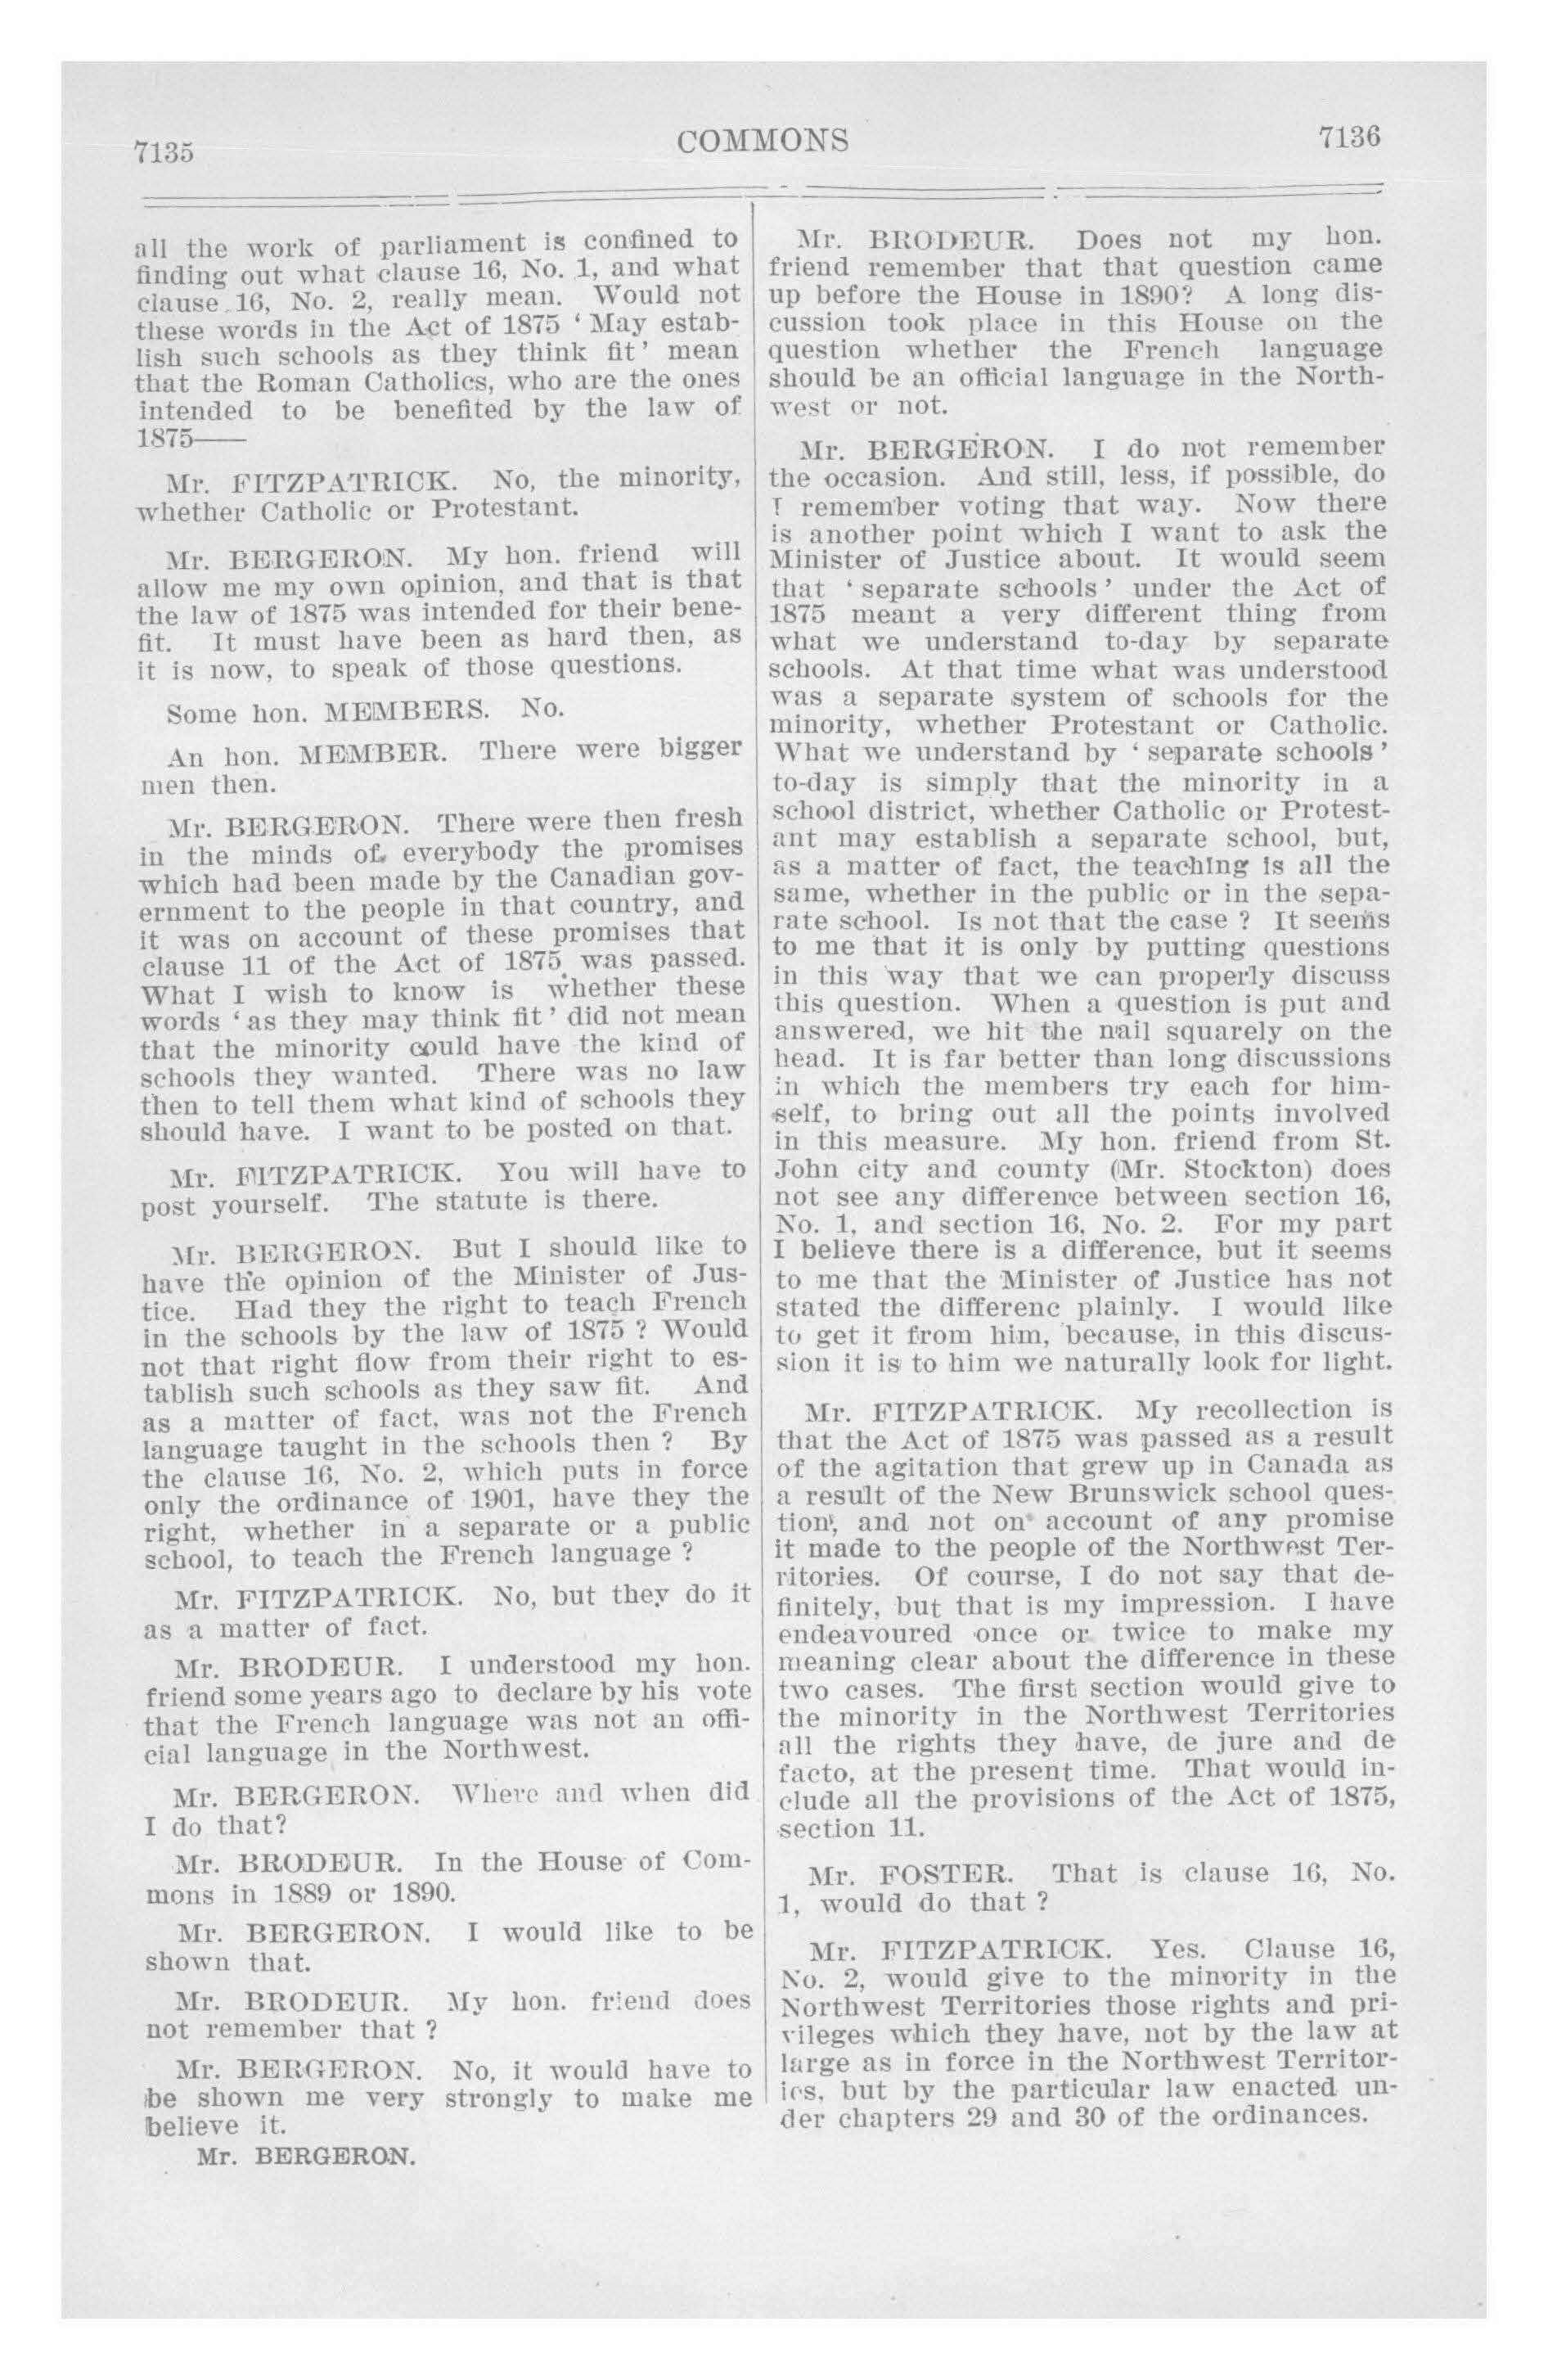 7135
COMMONS
7136
all the work of parliament is confined to
finding out what clause 16, No. 1, and what
clause 16, No. 2, really mean. Would not
these words in the Act of 1875 ‘ May estab-
lish such schools as they think fit ’ mean
that the Roman Catholics, who are the ones
intended to be benefited by the law of
1875——
Mr. FITZPATRICK. No, the minority,
whether Catholic or Protestant.
Mr. BERGERON. My hon. friend will
allow me my own opinion, and that is that
the law of 1875 was intended for their bene-
fit. It must have been as hard then, as
it is now, to speak of those questions.
Some hon. MEMBERS. No.
An hon. MEMBER. There were bigger
men then.
Mr. BERGERON. There were then fresh
in the minds of everybody the promises
which had been made by the Canadian gov-
ernment to the people in that country, and
it was on account of these promises that
clause 11 of the Act of 1875 was passed.
What I wish to know is whether these
words ‘ as they may think fit ’ did not mean
that the minority could have the kind of
schools they wanted. There was no law
then to tell them what kind of schools they
should have. I want to be posted on that.
Mr. FITZPATRICK. You will have to
post yourself. The statute is there.
Mr. BERGERON. But I should like to
have the opinion of the Minister of Jus-
tice. Had they the right to teach French
in the schools by the law of 1875 ? Would
not that right flow from their right to es-
tablish such schools as they saw fit. And
as a matter of fact, was not the French
language taught in the schools then ? By
the clause 16, No. 2, which puts in force
only the ordinance of 1901, have they the
right, whether in a separate or a public
school, to teach the French language ?
Mr. FITZPATRICK. No, but they do it
as a matter of fact.
Mr. BRODEUR. I understood my hon.
friend some years ago to declare by his vote
that the French language was not an offi-
cial language in the Northwest.
Mr. BERGERON. Where and when did
I do that?
Mr. BRODEUR. In the House of Com-
mons in 1889 or 1890.
Mr. BERGERON. I would like to be
shown that.
Mr. BRODEUR. My hon. friend does
not remember that ?
Mr. BERGERON. No, it would have to
be shown me very strongly to make me
believe it.
Mr. BERGERON.
Mr. BRODEUR. Does not my hon.
friend remember that that question came
up before the House in 1890? A long dis-
cussion took place in this House on the
question whether the French language
should be an official language in the North-
west or not.
Mr. BERGERON. I do not remember
the occasion. And still, less, if possible, do
I remember voting that way. Now there
is another point which I want to ask the
Minister of Justice about. It would seem
that ‘ separate schools ’ under the Act of
1875 meant a very different thing from
what we understand to-day by separate
schools. At that time what was understood
was a separate system of schools for the
minority, whether Protestant or Catholic.
What we understand by ‘ separate schools ’
to-day is simply that the minority in a
school district, whether Catholic or Protest-
ant may establish a separate school, but,
as a matter of fact, the teaching is all the
same, whether in the public or in the sepa-
rate school. Is not that the case ? It seems
to me that it is only by putting questions
in this way that we can properly discuss
this question. When a question is put and
answered, we hit the nail squarely on the
head. It is far better than long discussions
in which the members try each for him-
self, to bring out all the points involved
in this measure. My hon. friend from St.
John city and county (Mr. Stockton) does
not see any difference between section 16,
No. 1, and section 16, No. 2. For my part
I believe there is a difference, but it seems
to me that the Minister of Justice has not
stated the differenc plainly. I would like
to get it from him, because, in this discus-
sion it is to him we naturally look for light.
Mr. FITZPATRICK. My recollection is
that the Act of 1875 was passed as a result
of the agitation that grew up in Canada as
a result of the New Brunswick school ques-
tion, and not on account of any promise
it made to the people of the Northwest Ter-
ritories. Of course, I do not say that de-
finitely, but that is my impression. I have
endeavoured once or twice to make my
meaning clear about the difference in these
two cases. The first section would give to
the minority in the Northwest Territories
all the rights they have, de jure and de
facto, at the present time. That would in-
clude all the provisions of the Act of 1875,
section 11.
Mr. FOSTER. That is clause 16, No.
1, would do that ?
Mr. FITZPATRICK. Yes. Clause 16,
No. 2, would give to the minority in the
Northwest Territories those rights and pri-
vileges which they have, not by the law at
large as in force in the Northwest Territor-
ies, but by the particular law enacted un-
der chapters 29 and 30 of the ordinances.